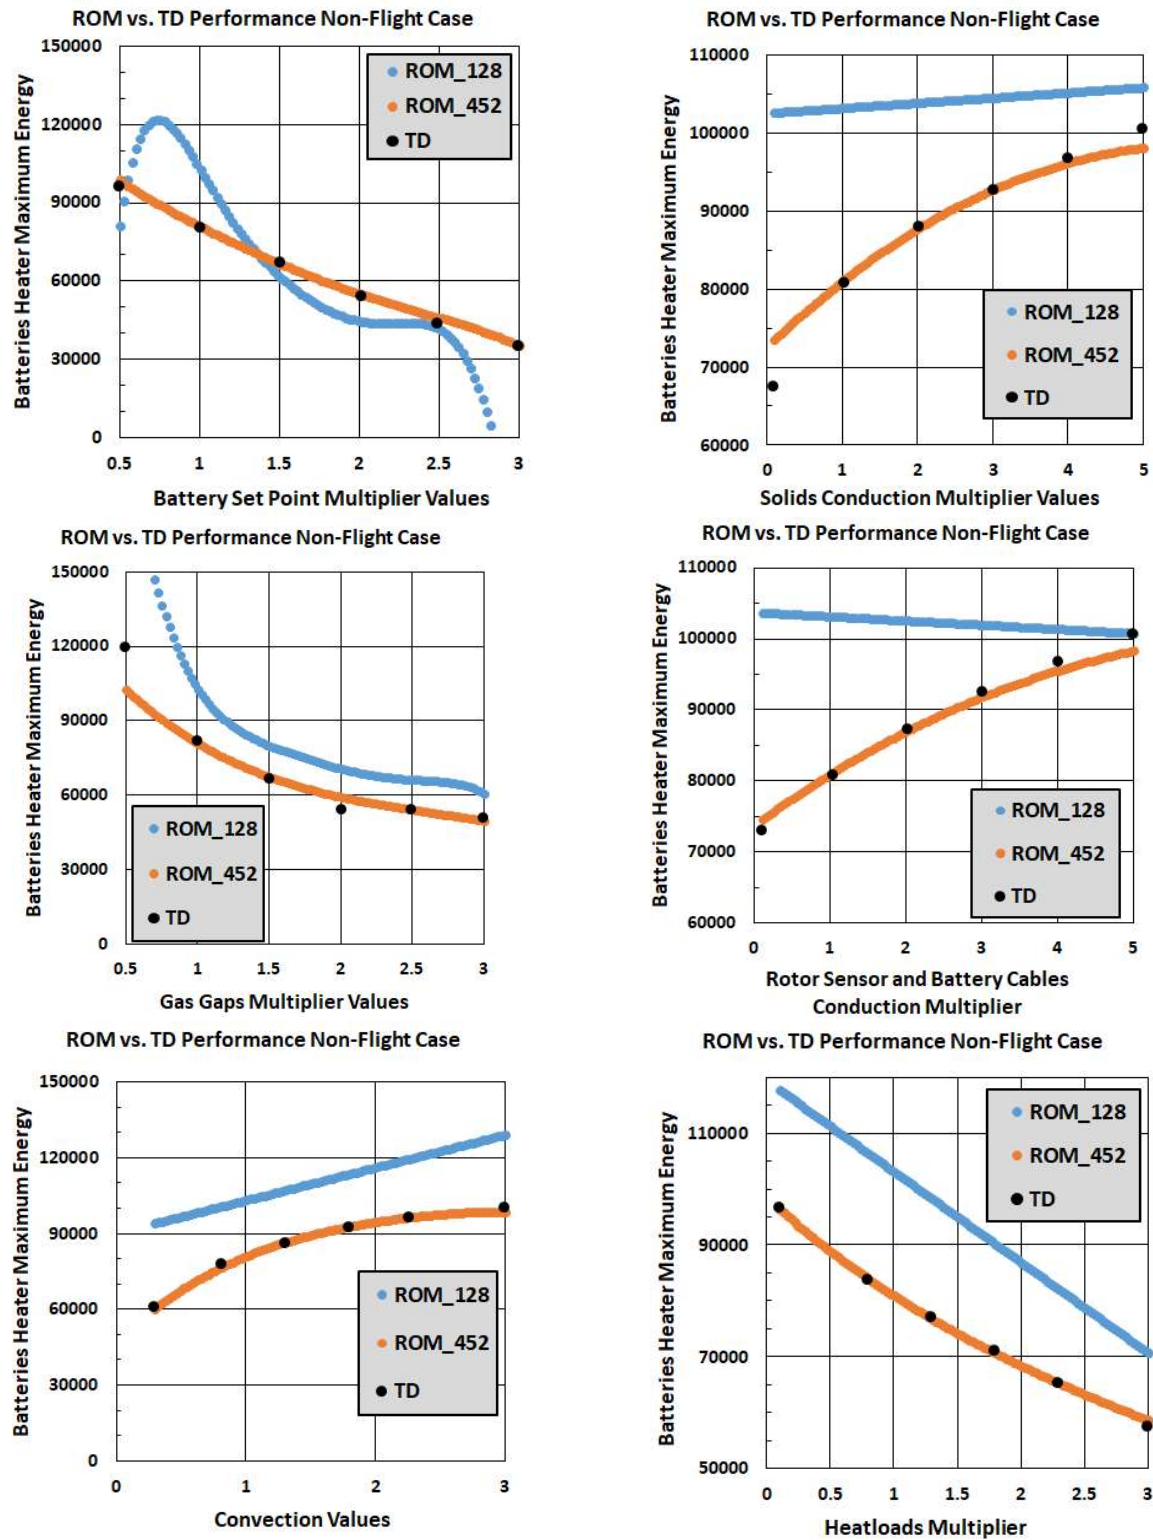 ROM vs. TD Performance Non-Flight Case
Batteries Heater Maximum Energy
150000
120000
90000
60000
30000
0
ROM_128
ROM_452
TD
0.5 1 1.5 2 2.5 3
Battery Set Point Multiplier Values
ROM vs. TD Performance Non-Flight Case
Batteries Heater Maximum Energy
110000
100000
90000
80000
70000
60000
ROM_128
ROM_452
TD
0 1 2 3 4 5
Solids Conduction Multiplier Values
ROM vs. TD Performance Non-Flight Case
Batteries Heater Maximum Energy
150000
120000
90000
60000
30000
0
ROM_128
ROM_452
TD
0.5 1 1.5 2 2.5 3
Gas Gaps Multiplier Values
ROM vs. TD Performance Non-Flight Case
Batteries Heater Maximum Energy
110000
100000
90000
80000
70000
60000
ROM_128
ROM_452
TD
0 1 2 3 4 5
Rotor Sensor and Battery Cables
Conduction Multiplier
ROM vs. TD Performance Non-Flight Case
Batteries Heater Maximum Energy
150000
120000
90000
60000
30000
0
ROM_128
ROM_452
TD
0 1 2 3
Convection Values
ROM vs. TD Performance Non-Flight Case
Batteries Heater Maximum Energy
110000
90000
70000
50000
ROM_128
ROM_452
TD
0 0.5 1 1.5 2 2.5 3
Heatloads Multiplier